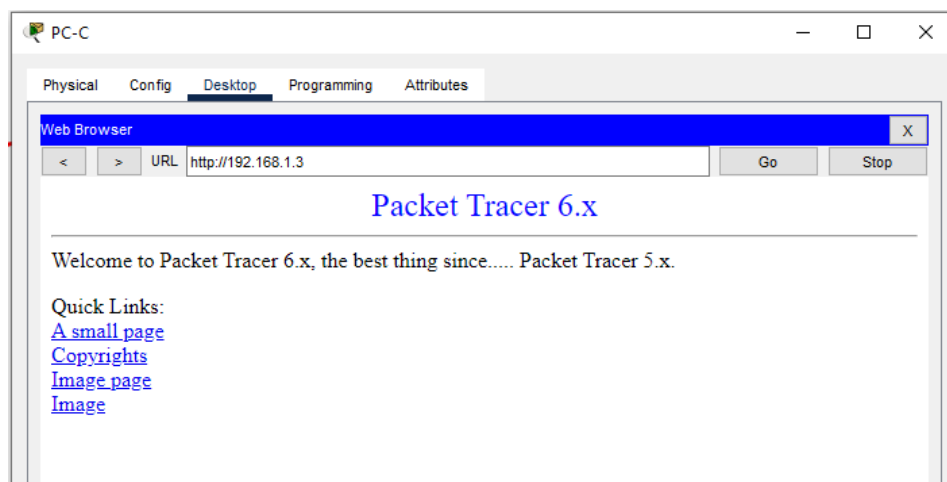 PC-C
Physical Config Desktop Programming Attributes
Web Browser X
< > URL http://192.168.1.3 Go Stop
Packet Tracer 6.x
Welcome to Packet Tracer 6.x, the best thing since..... Packet Tracer 5.x.
Quick Links:
A small page
Copyrights
Image page
Image